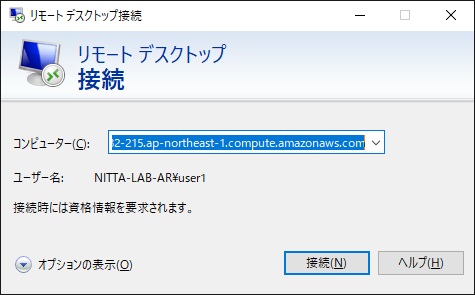 リモート デスクトップ接続
リモート デスクトップ
接続
コンピューター(C): 32-215.ap-northeast-1.compute.amazonaws.com
ユーザー名: NITTA-LAB-AR¥user1
接続時には資格情報を要求されます。
オプションの表示(O) 接続(N) ヘルプ(H)